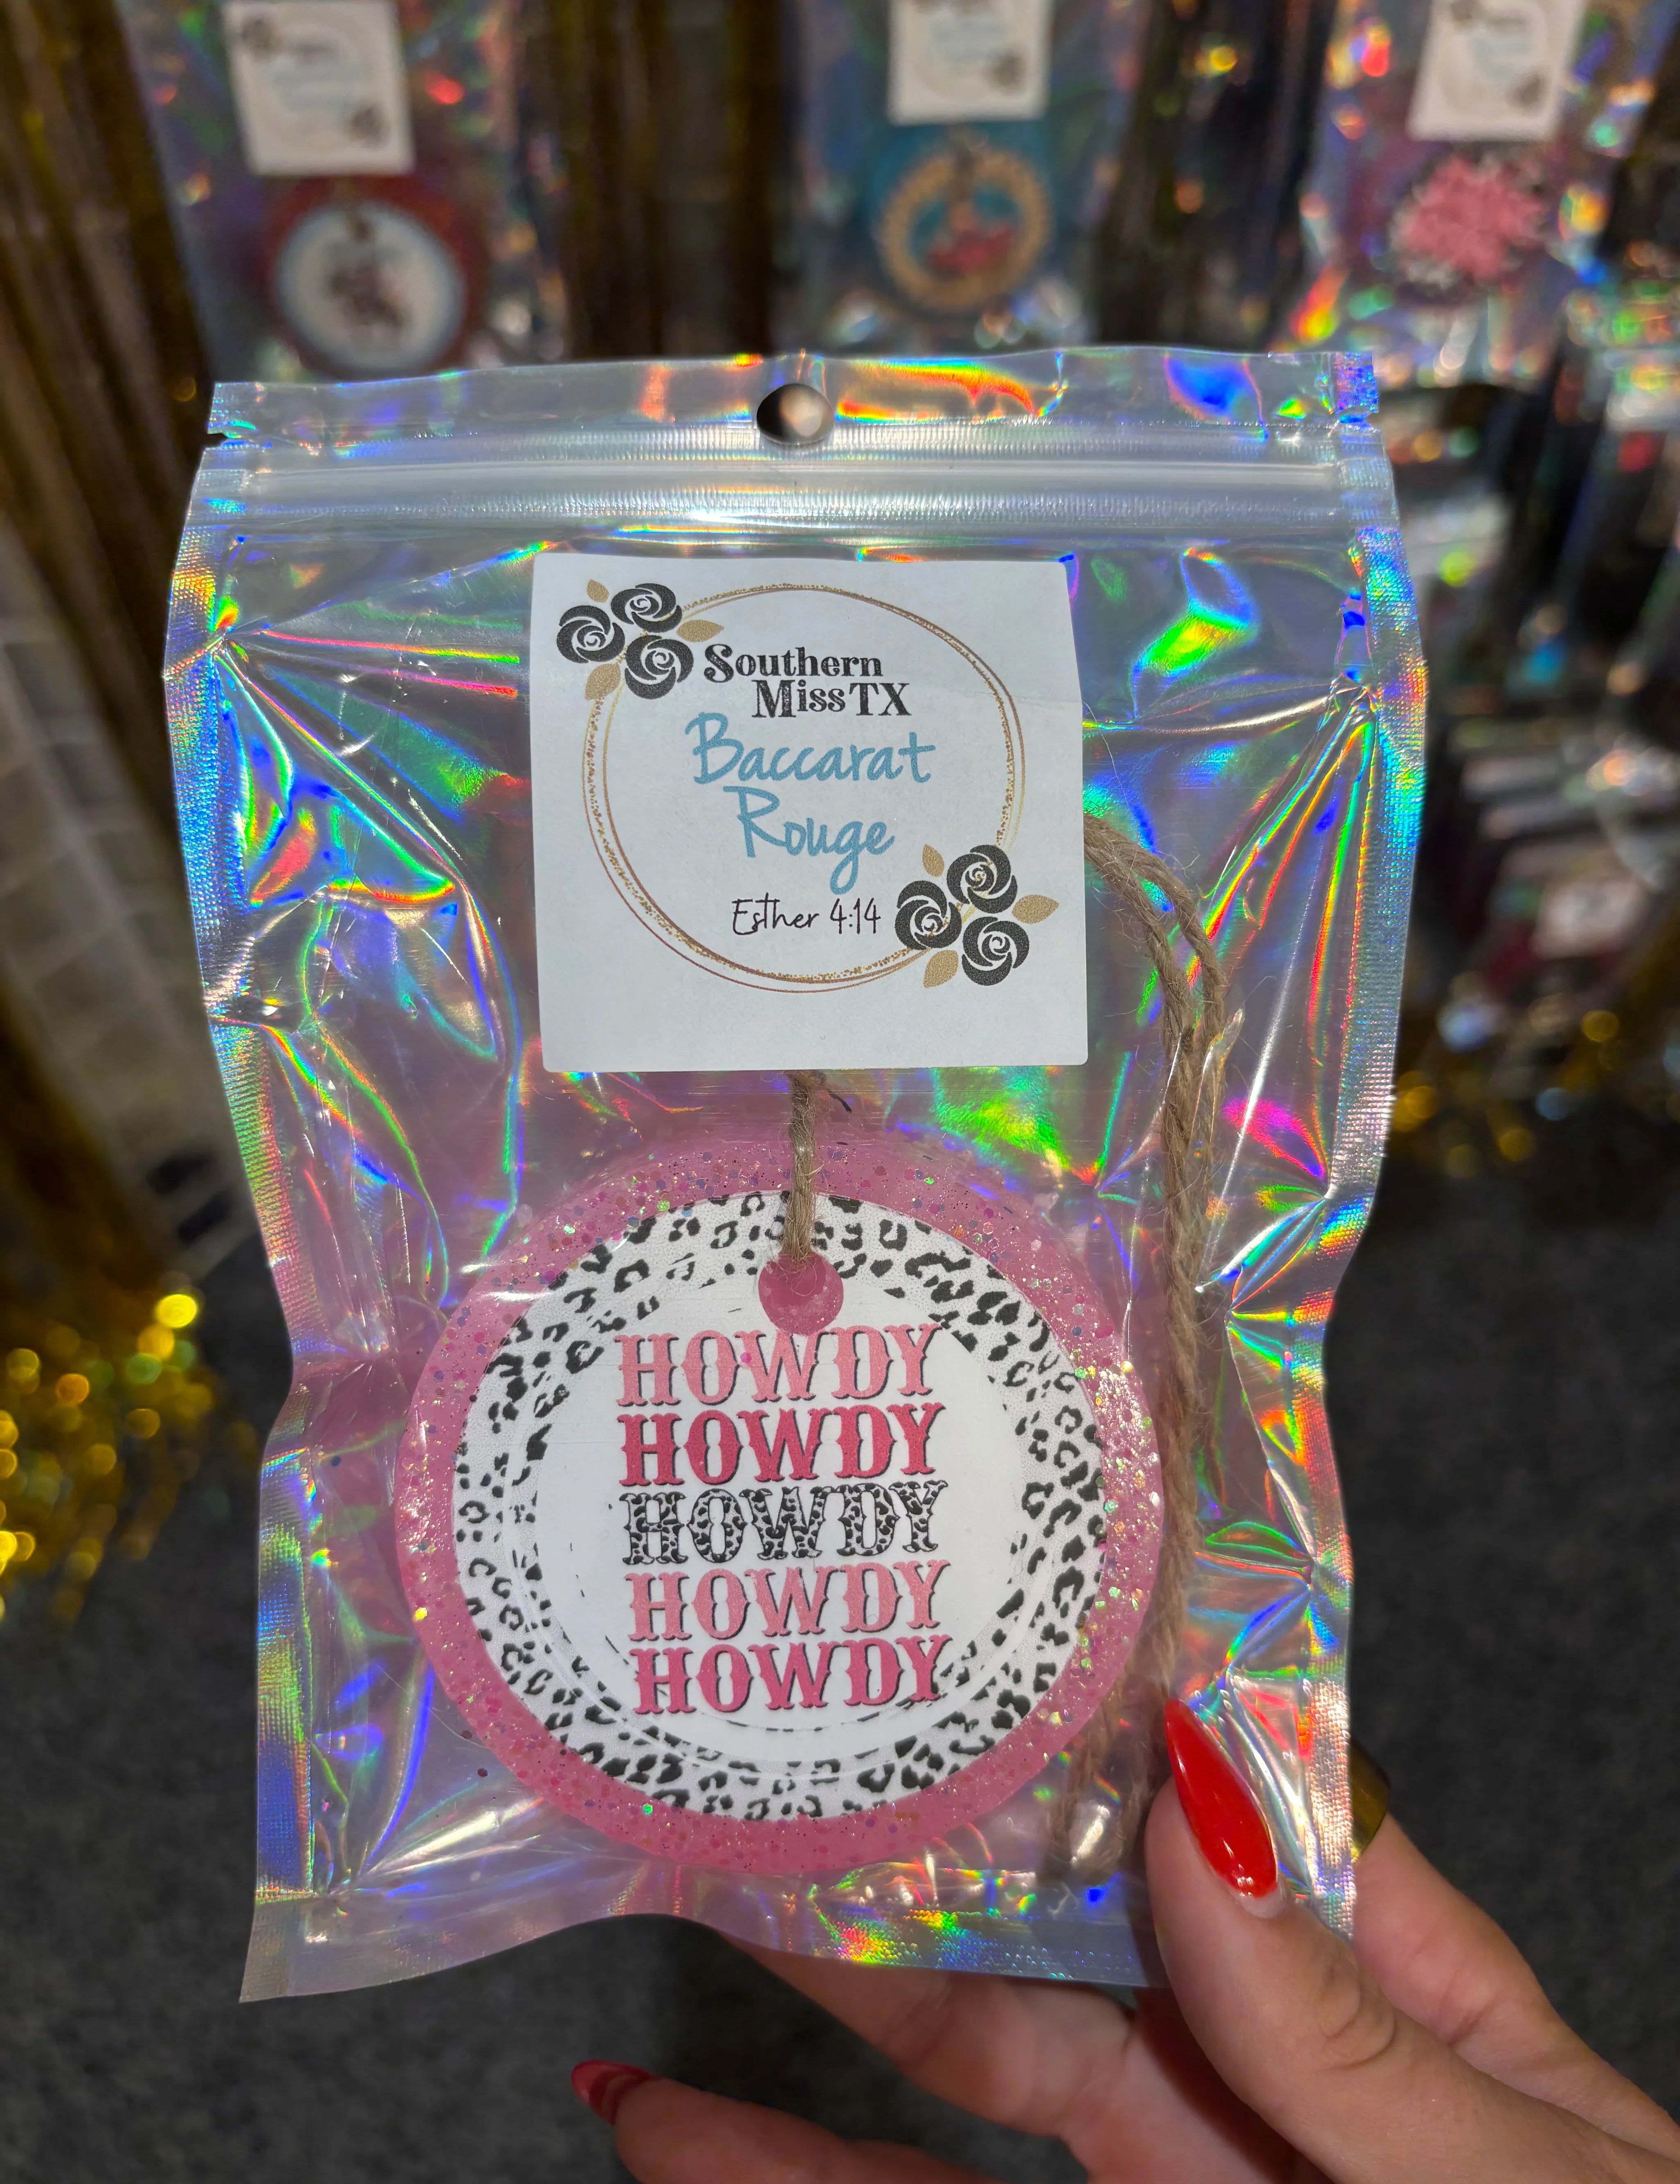 Southern
Miss TX
Baccarat
Rouge
Esther 4:14
HOWDY
HOWDY
HOWDY
HOWDY
HOWDY